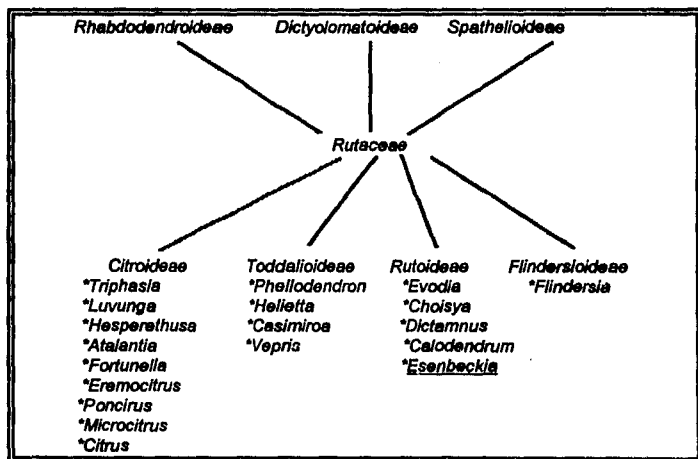 Rhabdodendroideae Dictyolomatoideae Spathelioideae
Rutaceae
Citroideae Toddalioideae Rutoideae Flindersioideae
*Triphasia *Phellodendron *Evodia *Flindersia
*Luvunga *Helietta *Choisya
*Hesperethusa *Casimiroa *Dictamnus
*Atalantia *Vepris *Calodendrum
*Fortunella *Esenbeckia
*Eremocitrus
*Poncirus
*Microcitrus
*Citrus